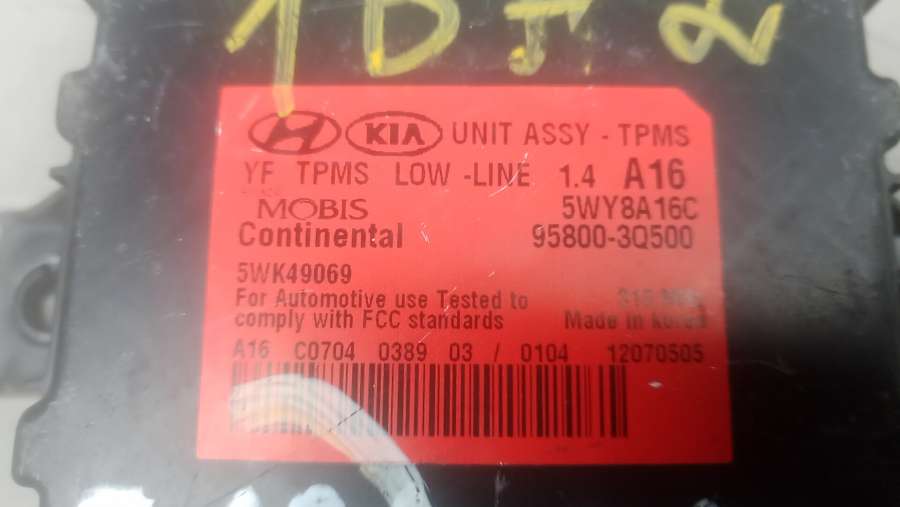 KIA UNIT ASSY - TPMS
YF TPMS LOW -LINE 1.4 A16
MOBIS 5WY8A16C
Continental 95800-3Q500
5WK49069
For Automotive use Tested to
comply with FCC standards Made in korea
A16 C0704 0389 03 / 0104 12070505